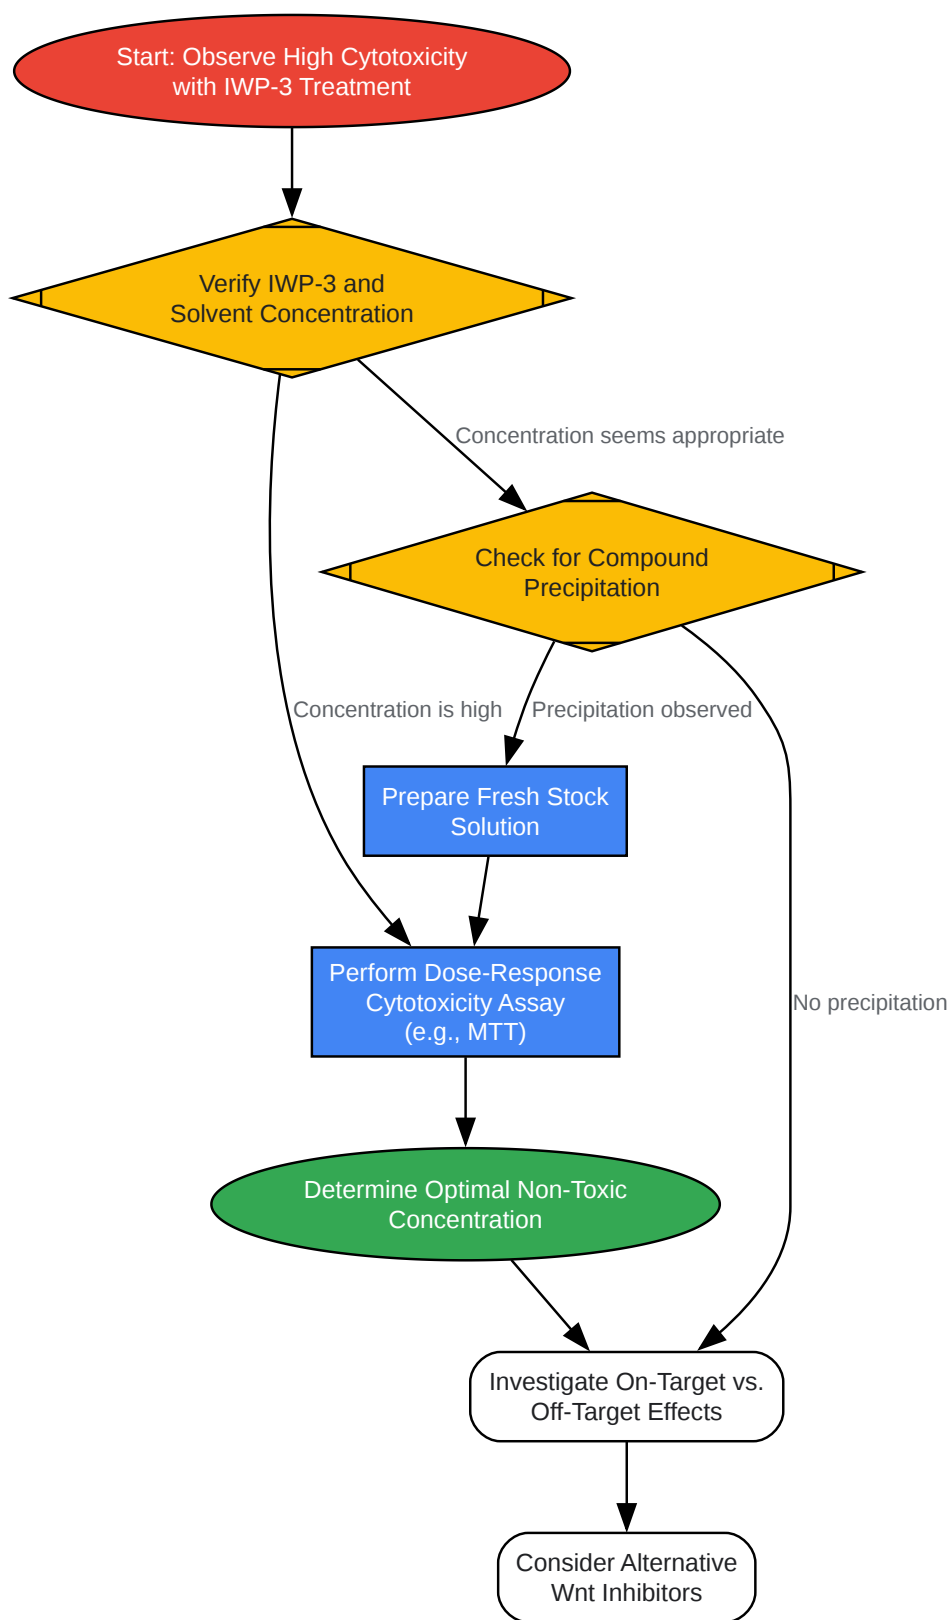 Start: Observe High Cytotoxicity
with IWP-3 Treatment
Verify IWP-3 and
Solvent Concentration
Concentration seems appropriate
Check for Compound
Precipitation
Concentration is high
Precipitation observed
Prepare Fresh Stock
Solution
Perform Dose-Response
Cytotoxicity Assay
(e.g., MTT)
No precipitation
Determine Optimal Non-Toxic
Concentration
Investigate On-Target vs.
Off-Target Effects
Consider Alternative
Wnt Inhibitors